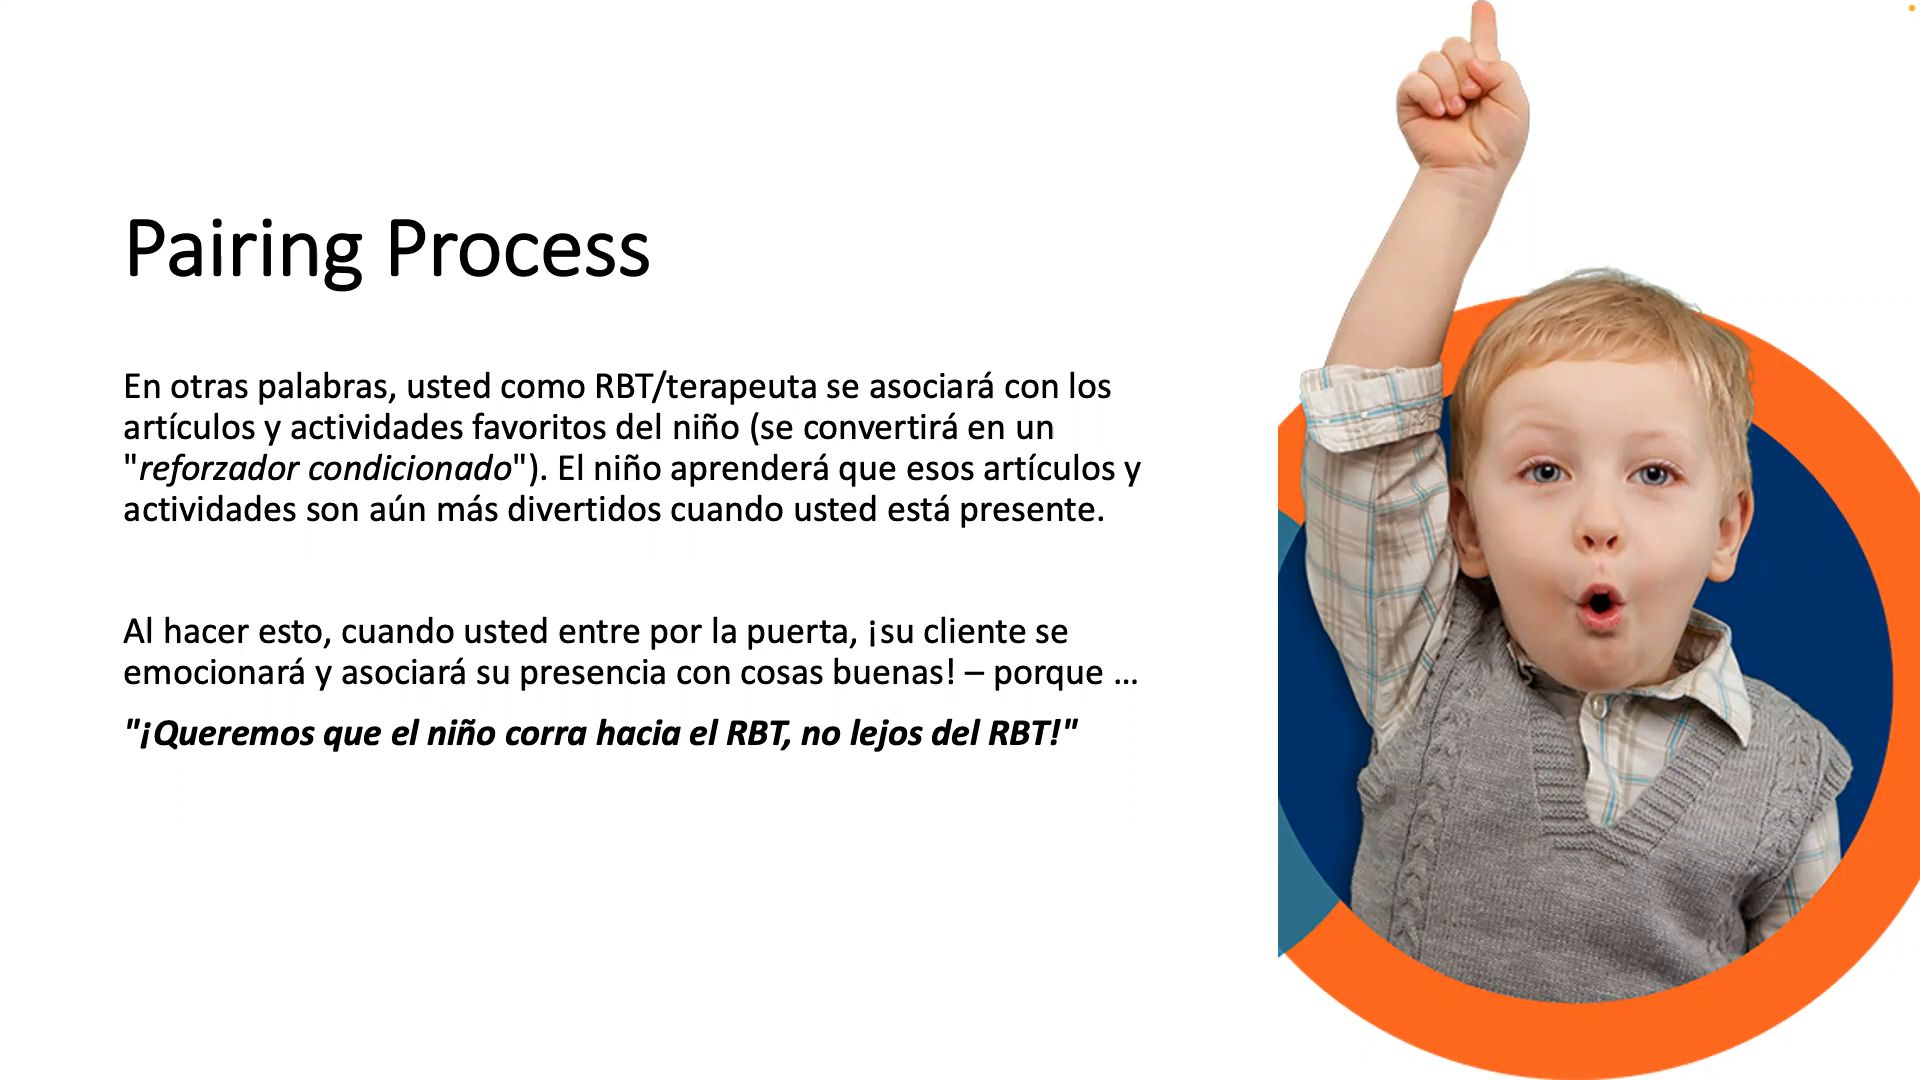 Pairing Process
En otras palabras, usted como RBT/terapeuta se asociará con los
artículos y actividades favoritos del niño (se convertirá en un
"reforzador condicionado"). El niño aprenderá que esos artículos y
actividades son aún más divertidos cuando usted está presente.
Al hacer esto, cuando usted entre por la puerta, ¡su cliente se
emocionará y asociará su presencia con cosas buenas! – porque ...
"¡Queremos que el niño corra hacia el RBT, no lejos del RBT!"